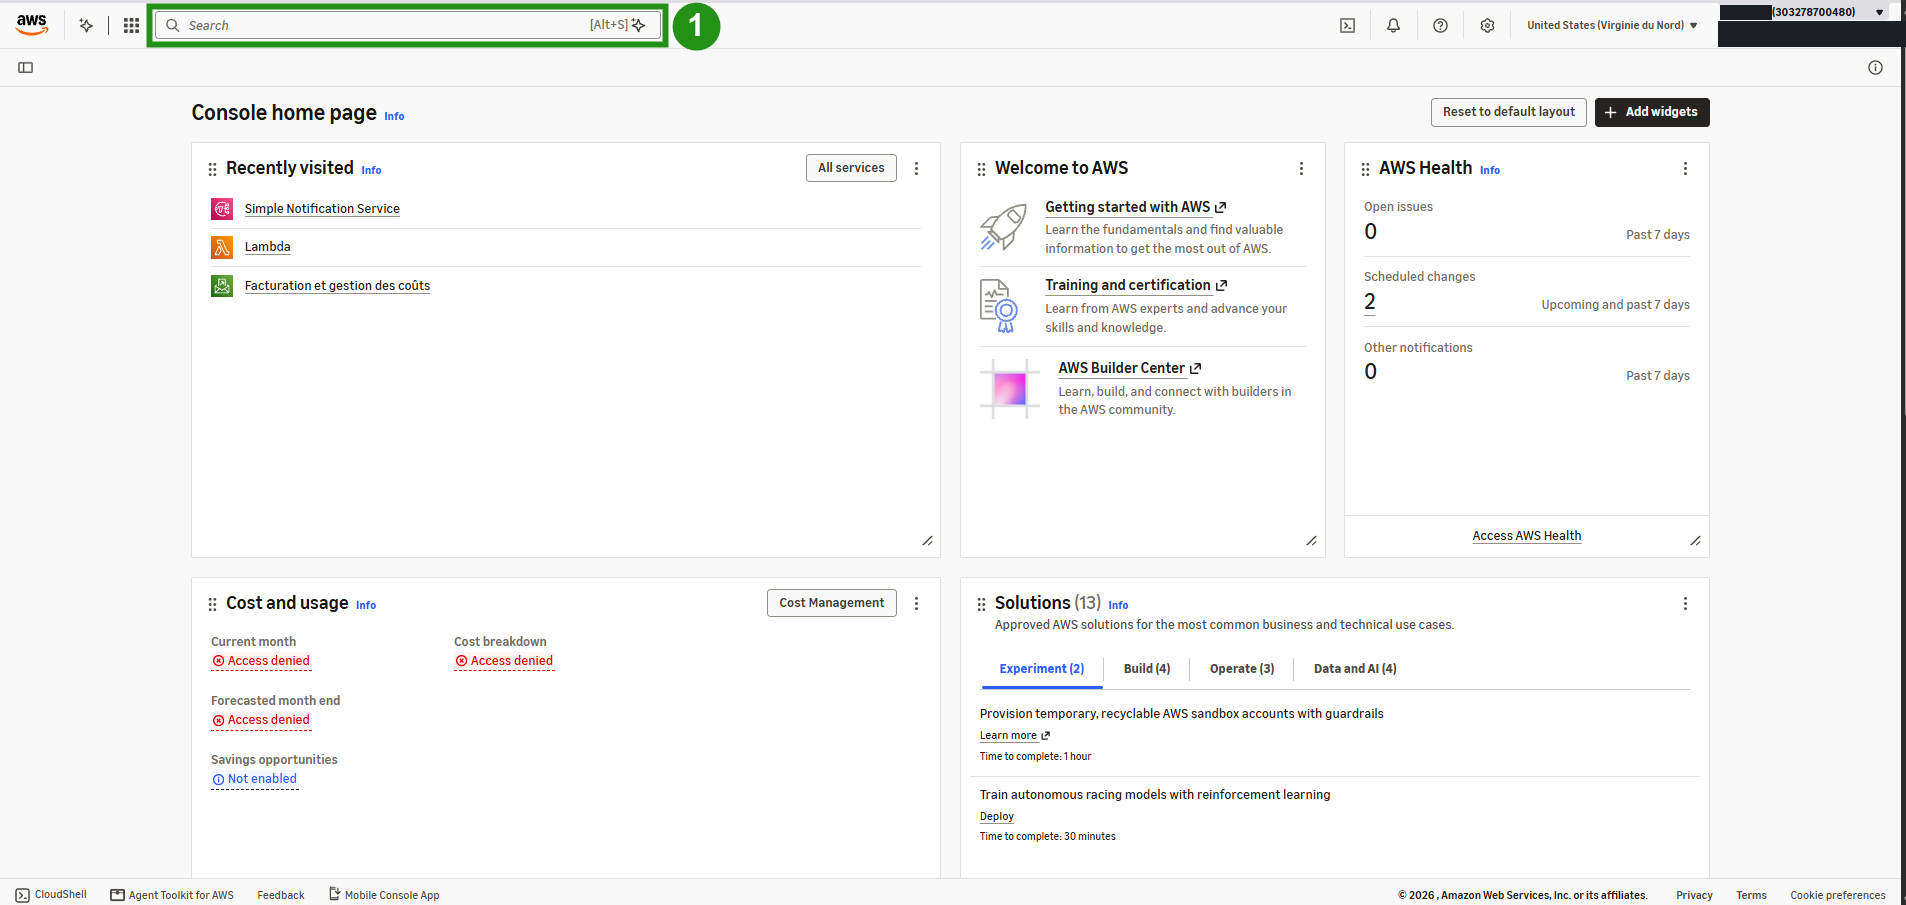 aws
Search
[Alt+S]
1
United States (Virginie du Nord)
(303278700480)
Console home page Info
Reset to default layout
Add widgets
Recently visited Info
All services
Simple Notification Service
Lambda
Facturation et gestion des coûts
Welcome to AWS
Getting started with AWS
Learn the fundamentals and find valuable
information to get the most out of AWS.
Training and certification
Learn from AWS experts and advance your
skills and knowledge.
AWS Builder Center
Learn, build, and connect with builders in
the AWS community.
AWS Health Info
Open issues
0
Past 7 days
Scheduled changes
2
Upcoming and past 7 days
Other notifications
0
Past 7 days
Access AWS Health
Cost and usage Info
Cost Management
Current month
Access denied
Cost breakdown
Access denied
Forecasted month end
Access denied
Savings opportunities
Not enabled
Solutions (13) Info
Approved AWS solutions for the most common business and technical use cases.
Experiment (2)
Build (4)
Operate (3)
Data and AI (4)
Provision temporary, recyclable AWS sandbox accounts with guardrails
Learn more
Time to complete: 1 hour
Train autonomous racing models with reinforcement learning
Deploy
Time to complete: 30 minutes
CloudShell
Agent Toolkit for AWS
Feedback
Mobile Console App
© 2026 , Amazon Web Services, Inc. or its affiliates.
Privacy
Terms
Cookie preferences